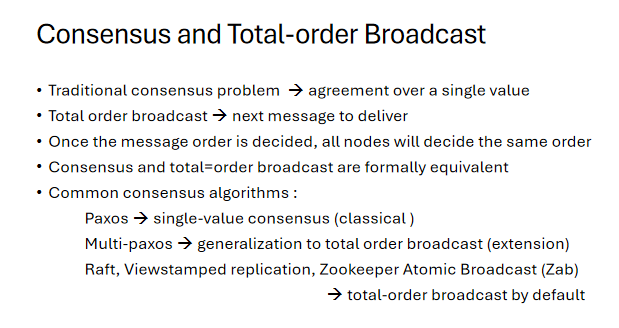 Consensus and Total-order Broadcast
• Traditional consensus problem → agreement over a single value
• Total order broadcast → next message to deliver
• Once the message order is decided, all nodes will decide the same order
• Consensus and total=order broadcast are formally equivalent
• Common consensus algorithms :
Paxos → single-value consensus (classical )
Multi-paxos → generalization to total order broadcast (extension)
Raft, Viewstamped replication, Zookeeper Atomic Broadcast (Zab)
→ total-order broadcast by default